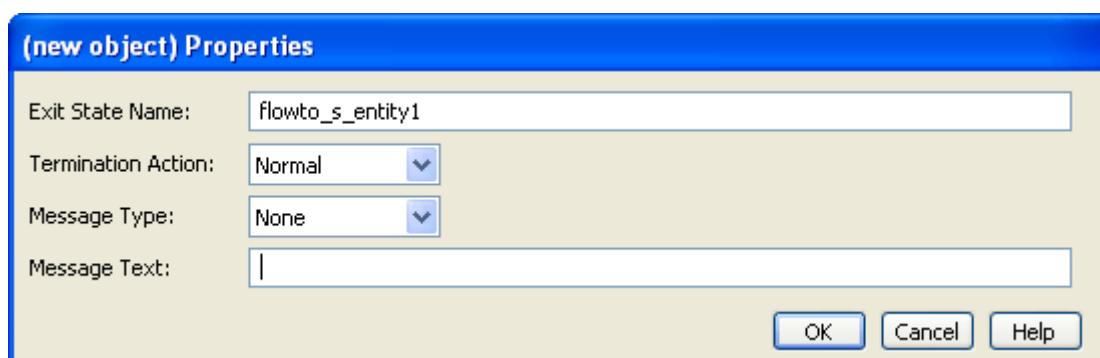 (new object) Properties
Exit State Name: flowto_s_entity1
Termination Action: Normal
Message Type: None
Message Text:
OK Cancel Help